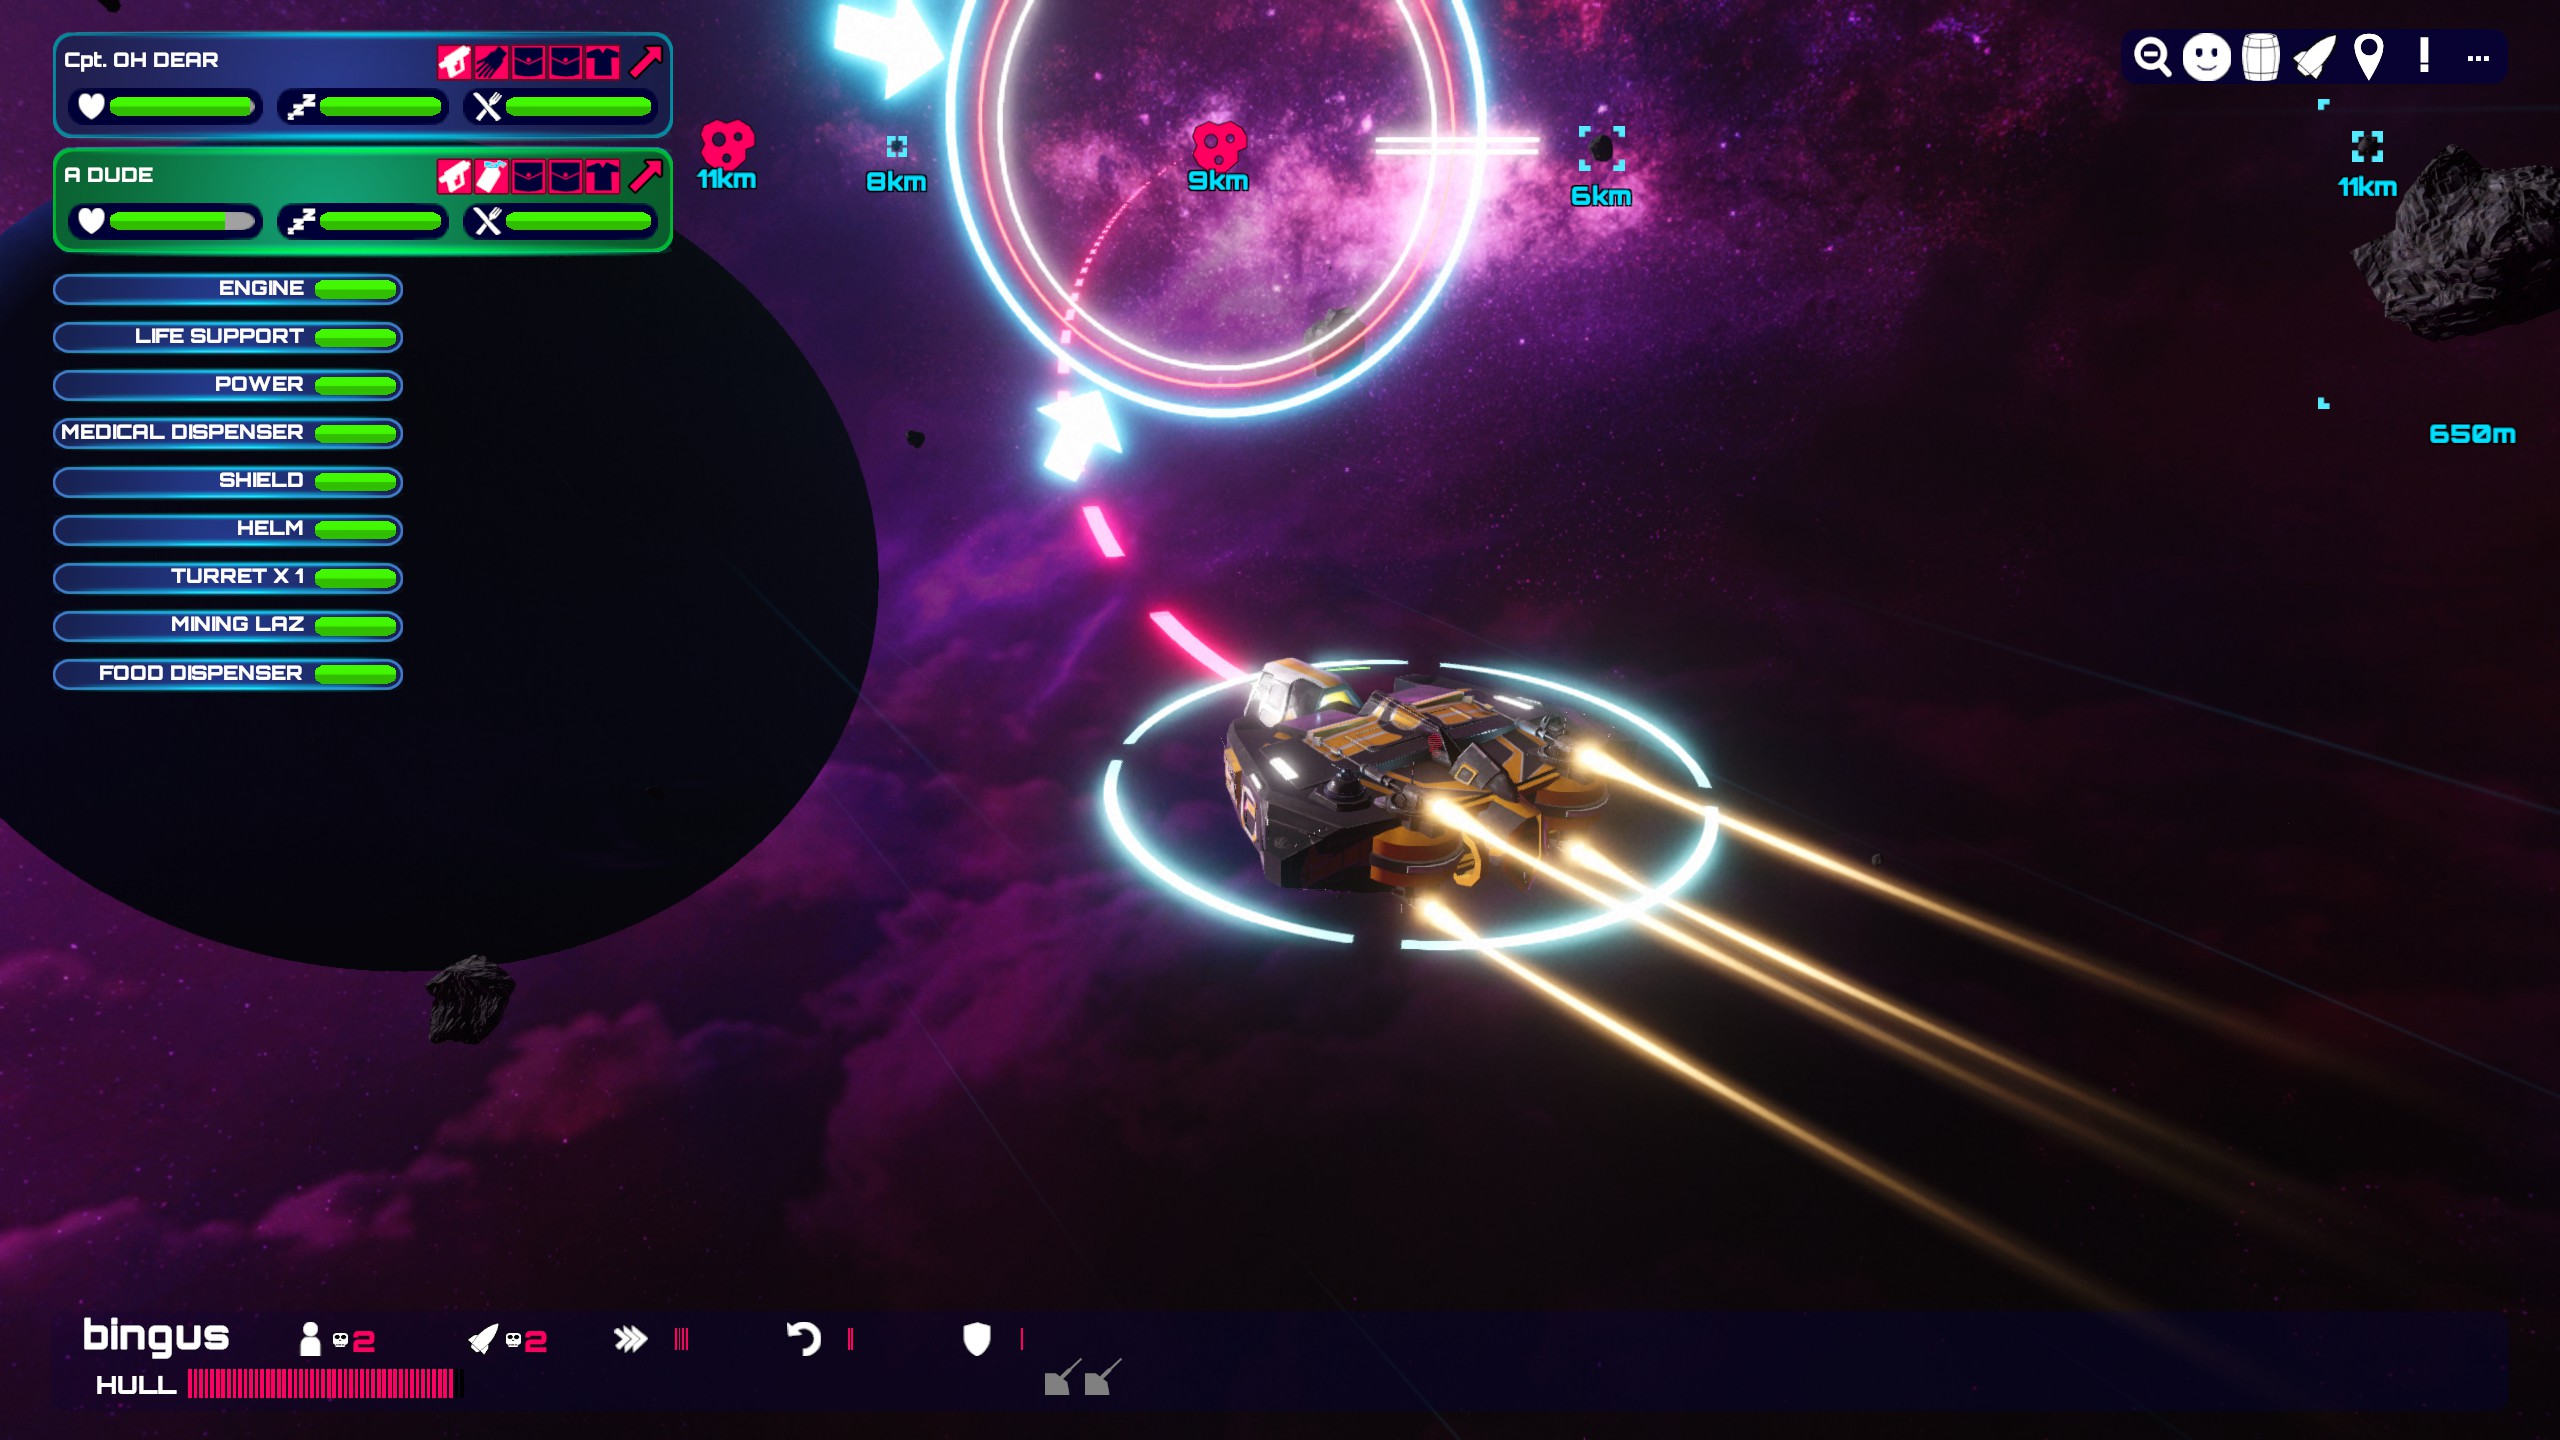 Cpt. OH DEAR
A DUDE
11km
8km
9km
6km
11km
650m
ENGINE
LIFE SUPPORT
POWER
MEDICAL DISPENSER
SHIELD
HELM
TURRET X 1
MINING LAZ
FOOD DISPENSER
bingus
2
2
HULL